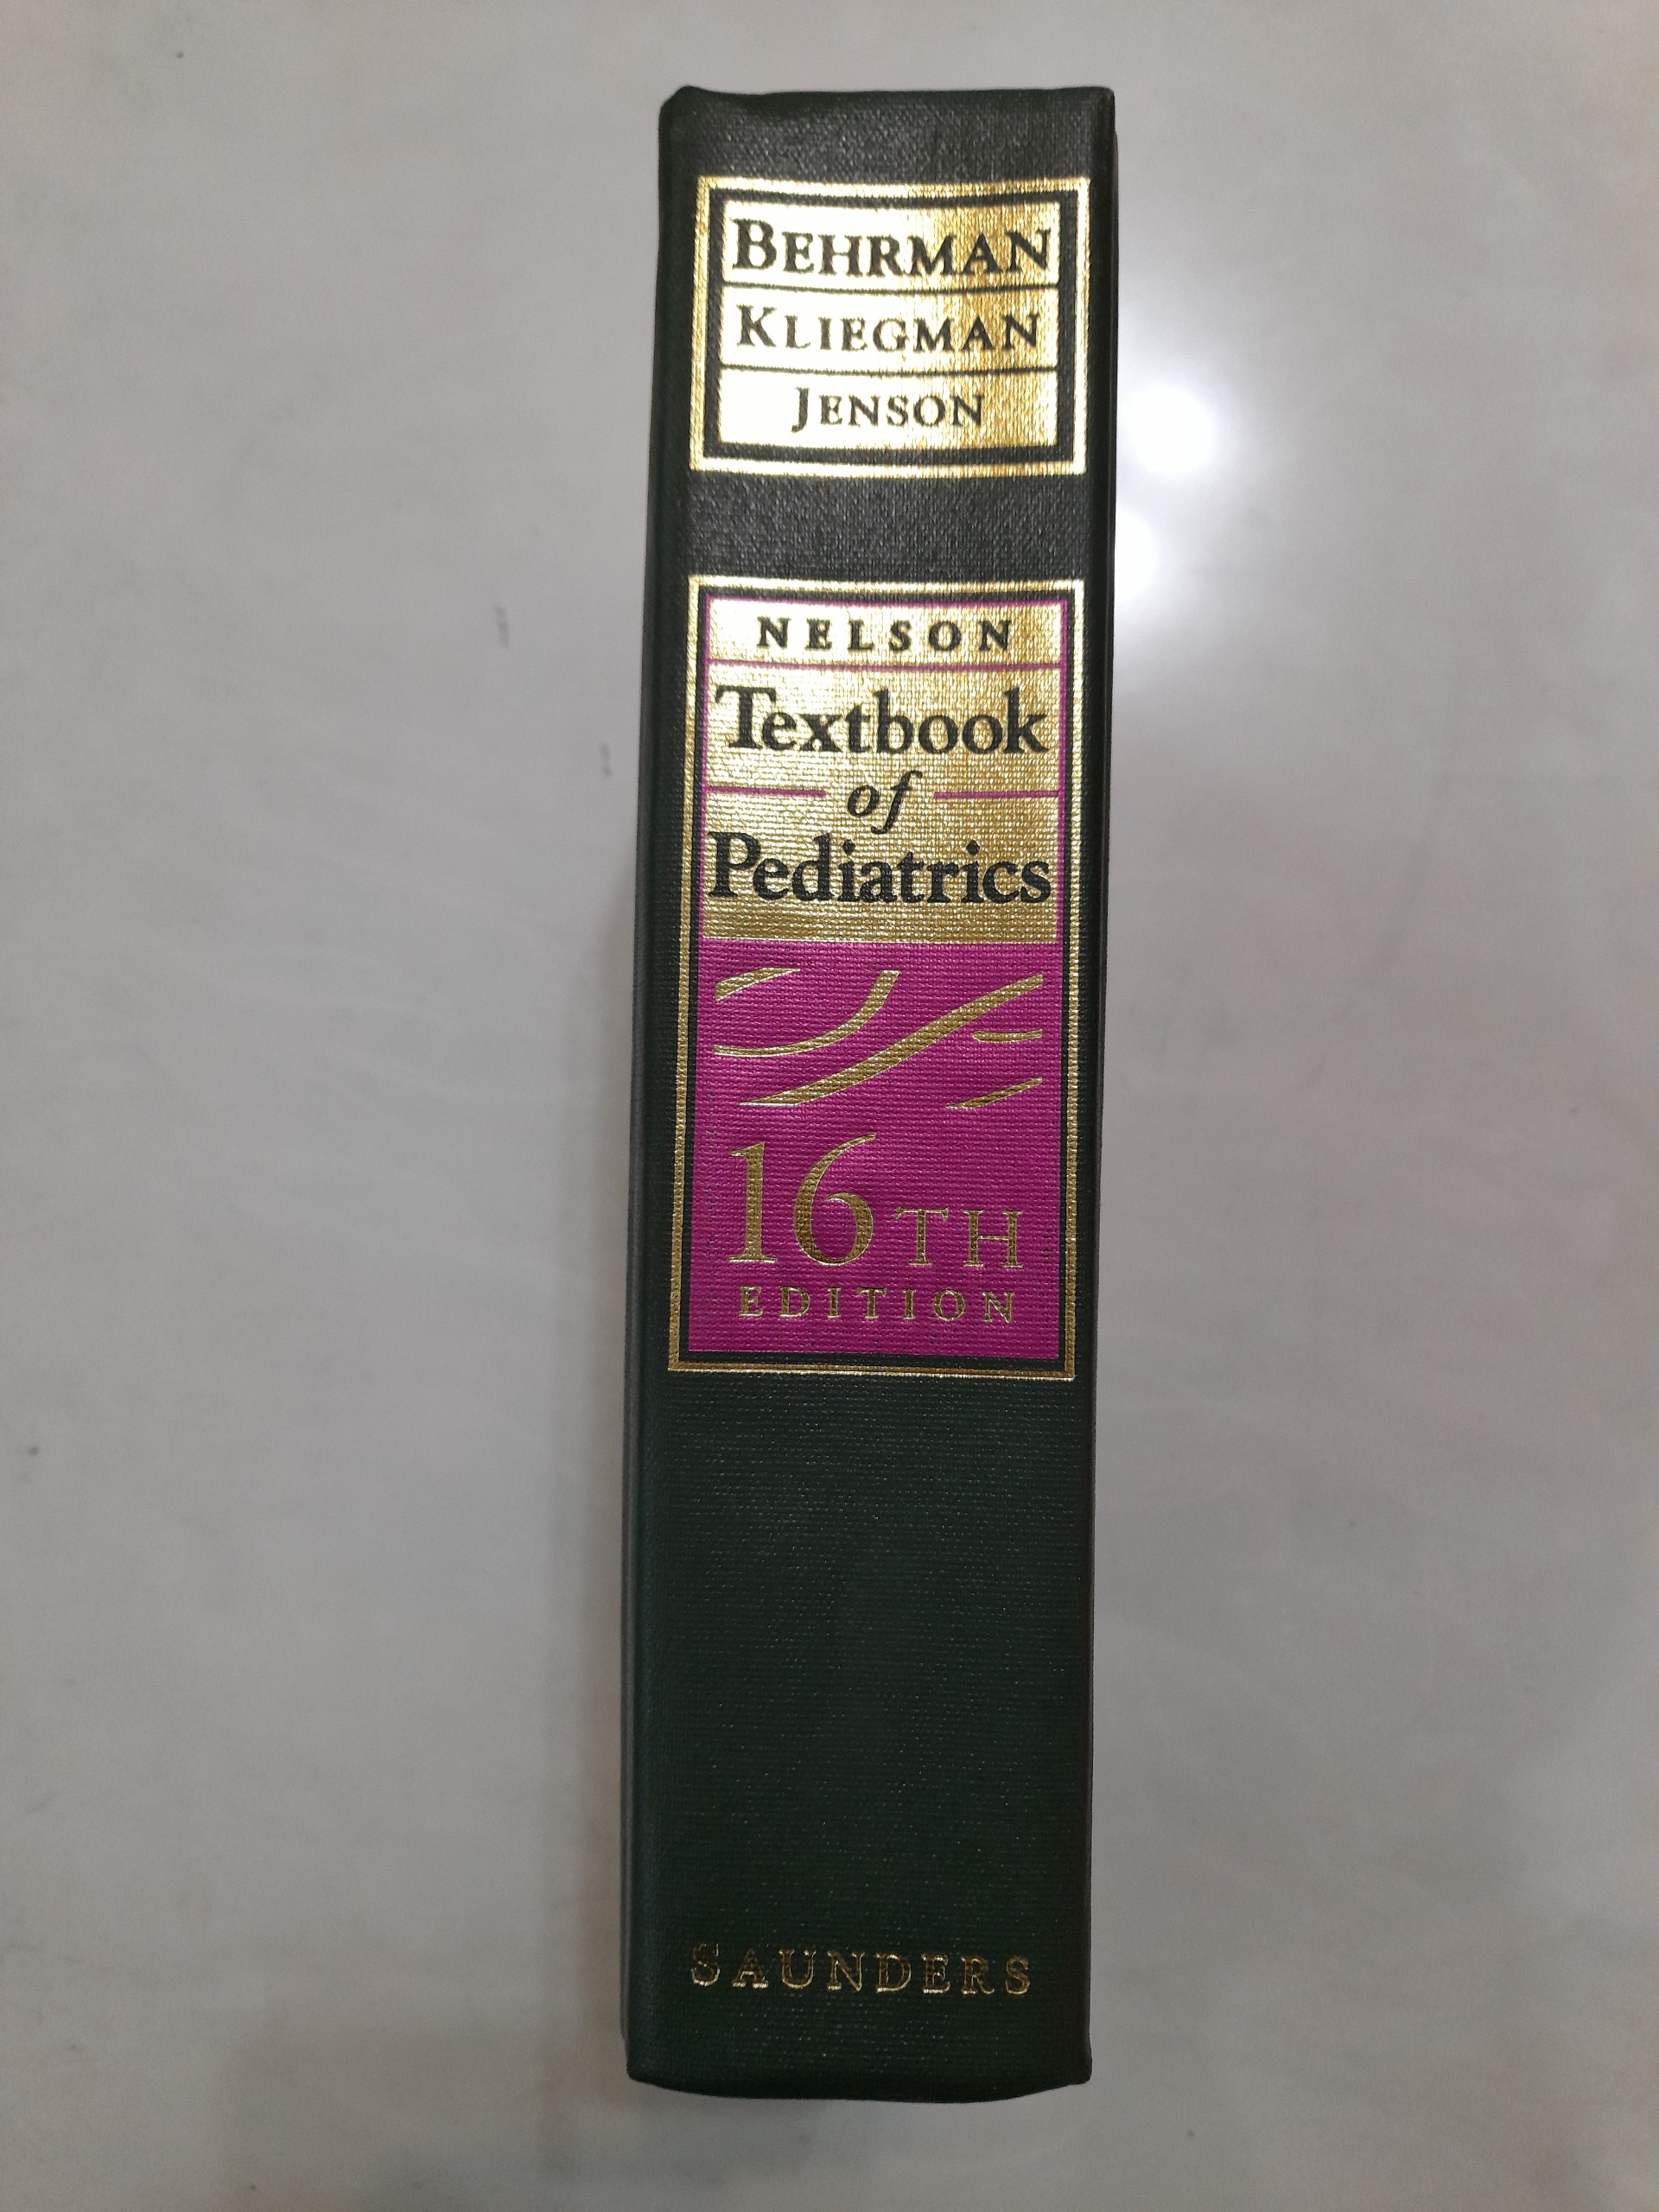 BEHRMAN
KLIEGMAN
JENSON
NELSON
Textbook
of
Pediatrics
16TH
EDITION
SAUNDERS